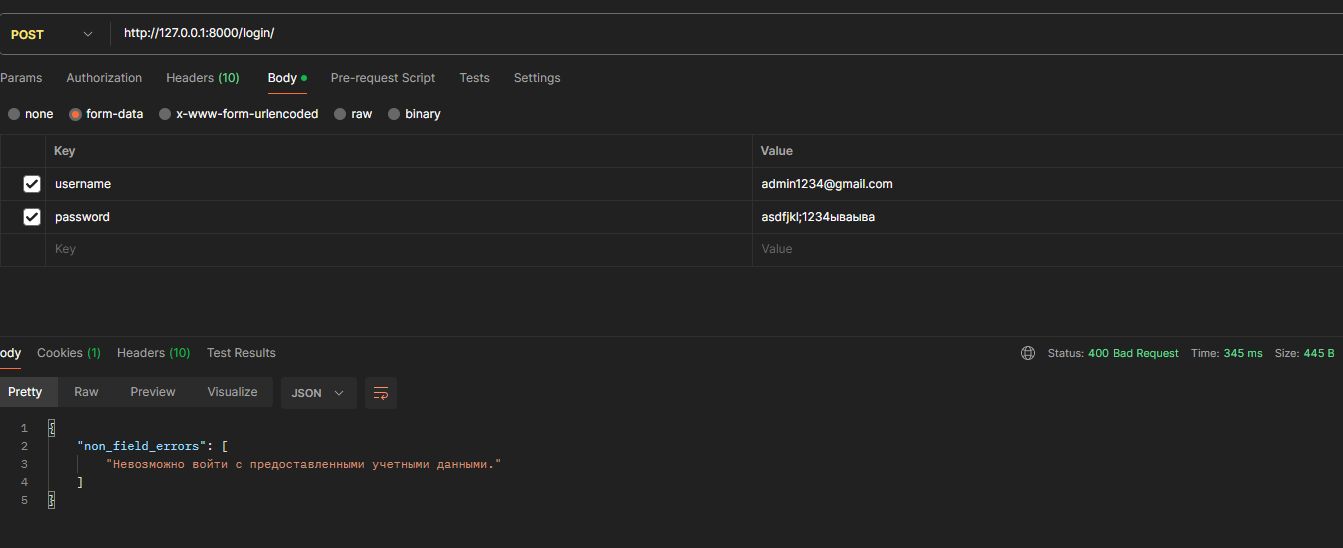 POST http://127.0.0.1:8000/login/
Params Authorization Headers (10) Body Pre-request Script Tests Settings
none form-data x-www-form-urlencoded raw binary
Key Value
username admin1234@gmail.com
password asdfjkl;1234ываыва
Key Value
ody Cookies (1) Headers (10) Test Results Status: 400 Bad Request Time: 345 ms Size: 445 B
Pretty Raw Preview Visualize JSON
1 {
2 "non_field_errors": [
3 "Невозможно войти с предоставленными учетными данными."
4 ]
5 }